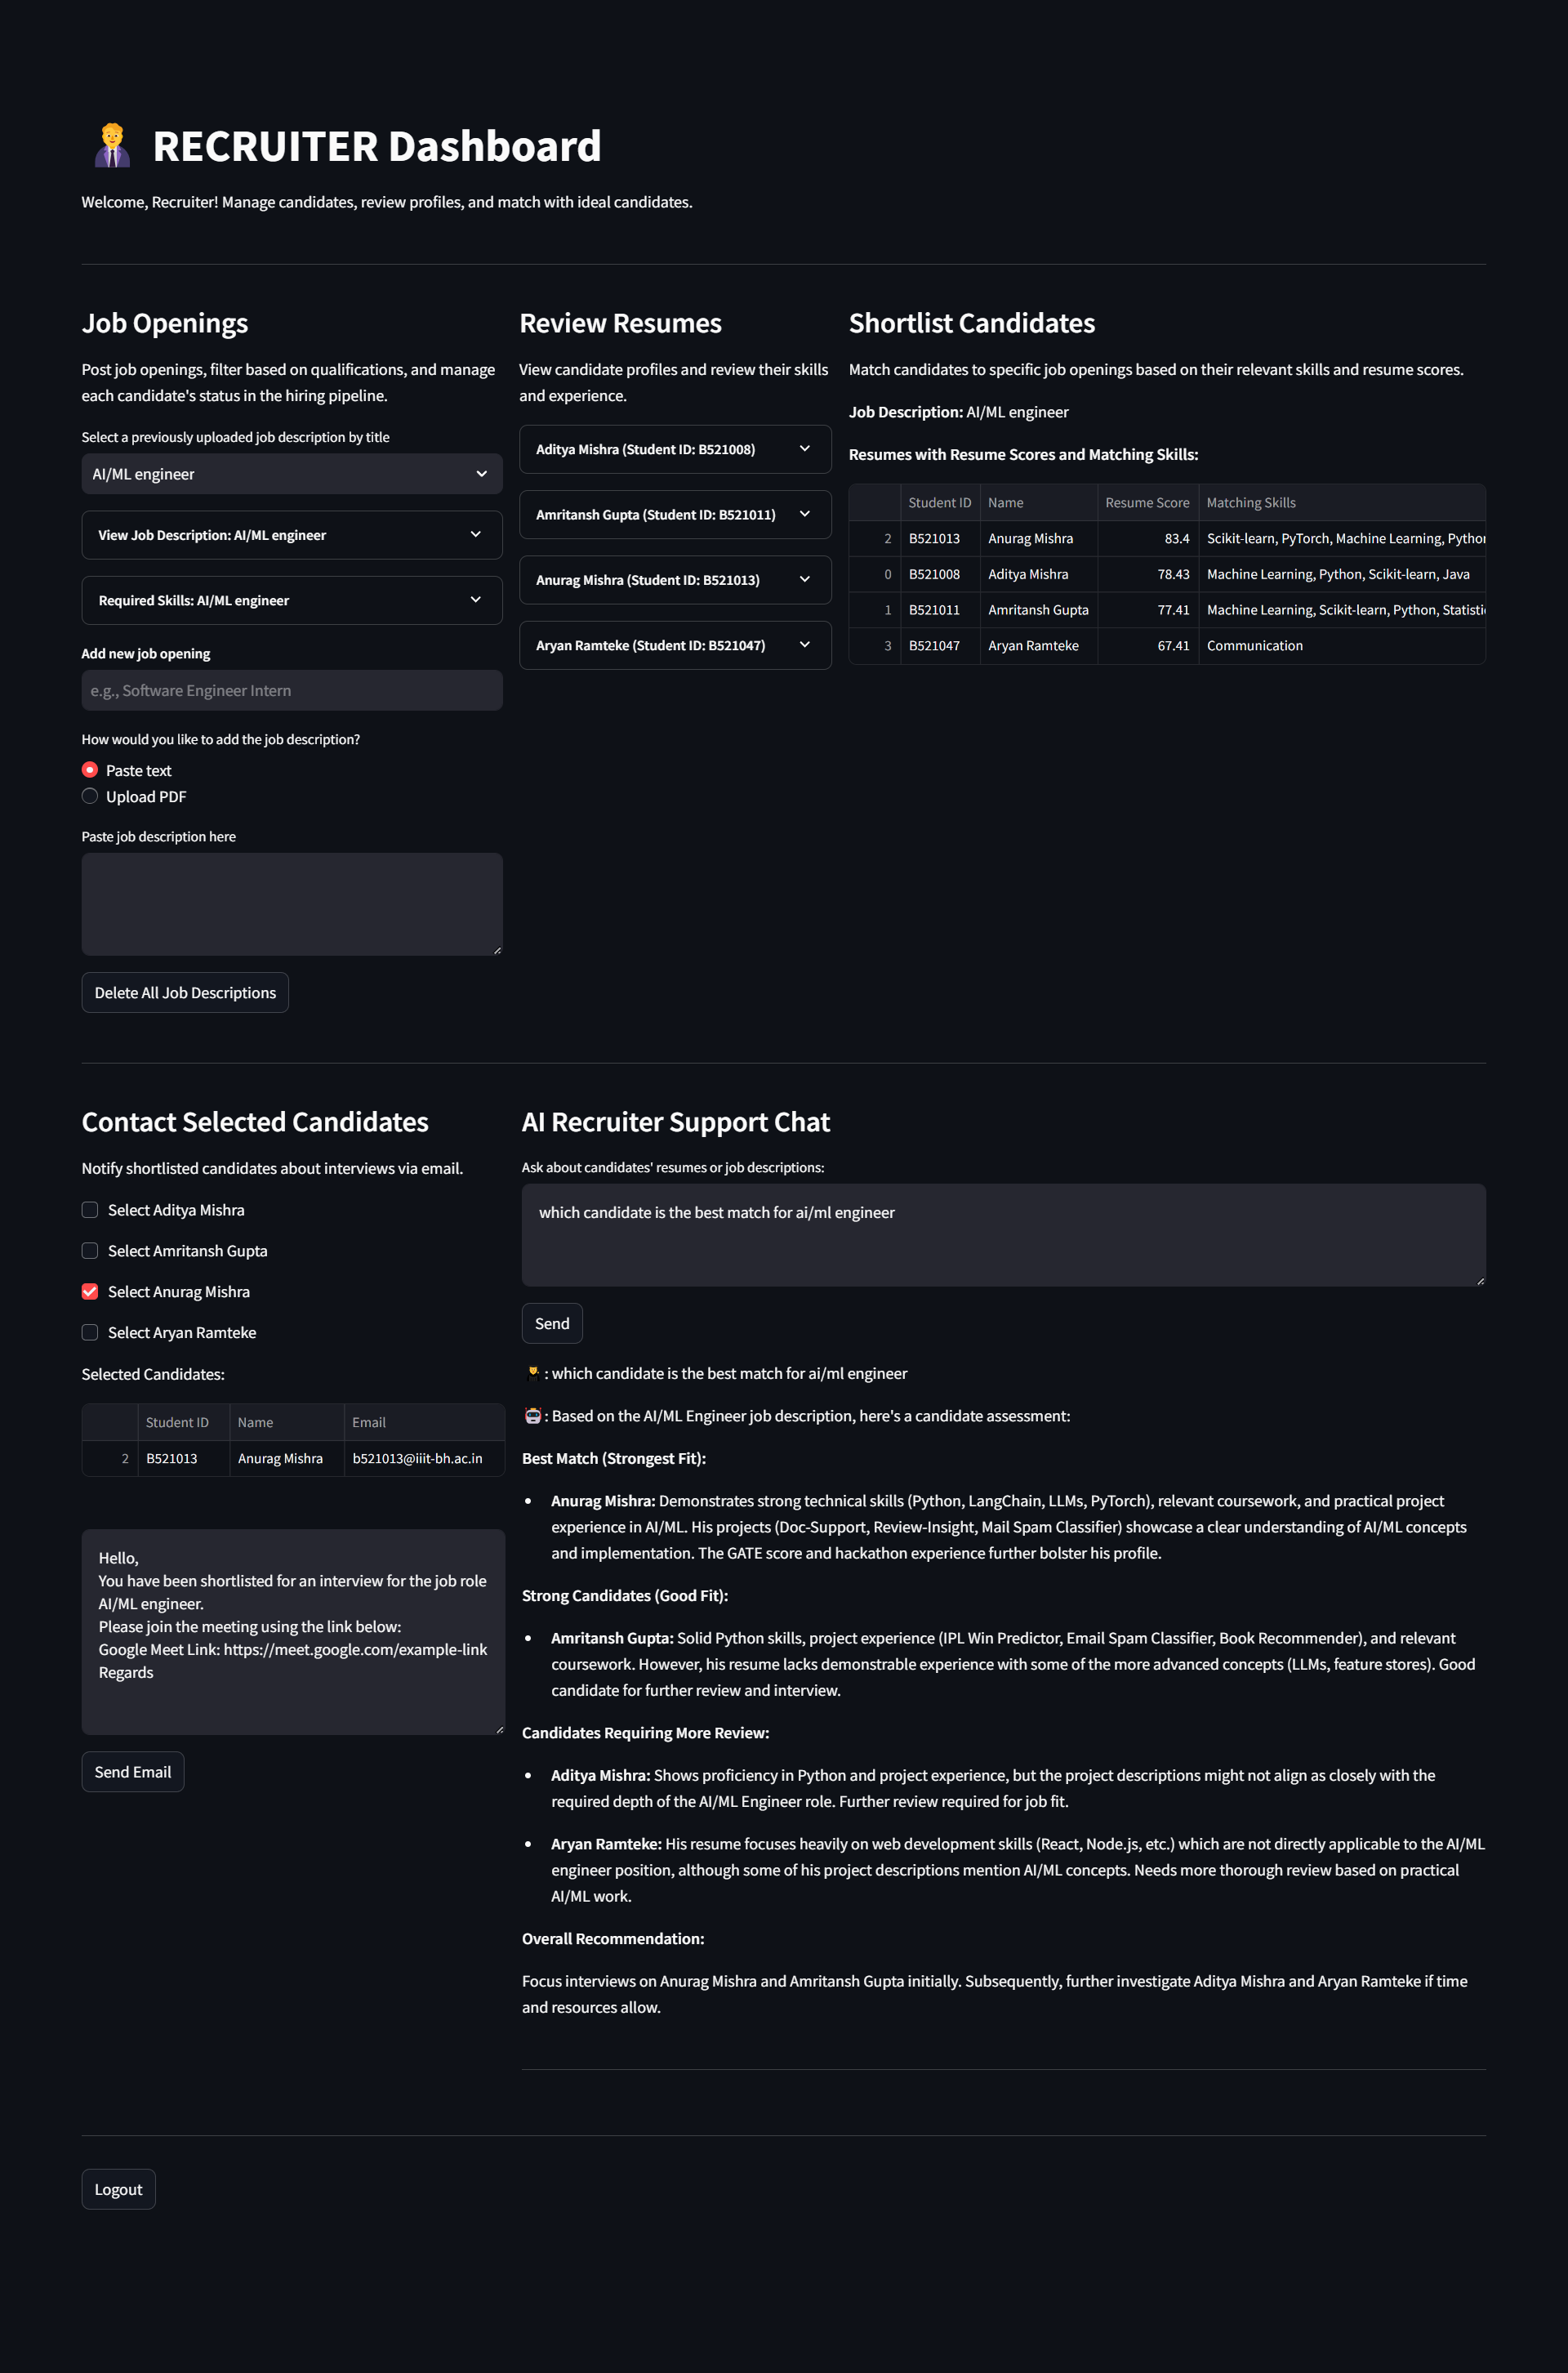 RECRUITER Dashboard
Welcome, Recruiter! Manage candidates, review profiles, and match with ideal candidates.
Job Openings
Post job openings, filter based on qualifications, and manage
each candidate's status in the hiring pipeline.
Select a previously uploaded job description by title
AI/ML engineer
View Job Description: AI/ML engineer
Required Skills: AI/ML engineer
Add new job opening
e.g., Software Engineer Intern
How would you like to add the job description?
Paste text
Upload PDF
Paste job description here
Delete All Job Descriptions
Review Resumes
View candidate profiles and review their skills
and experience.
Aditya Mishra (Student ID: B521008)
Amritansh Gupta (Student ID: B521011)
Anurag Mishra (Student ID: B521013)
Aryan Ramteke (Student ID: B521047)
Shortlist Candidates
Match candidates to specific job openings based on their relevant skills and resume scores.
Job Description: AI/ML engineer
Resumes with Resume Scores and Matching Skills:
Student ID Name Resume Score Matching Skills
2 B521013 Anurag Mishra 83.4 Scikit-learn, PyTorch, Machine Learning, Python
0 B521008 Aditya Mishra 78.43 Machine Learning, Python, Scikit-learn, Java
1 B521011 Amritansh Gupta 77.41 Machine Learning, Scikit-learn, Python,
3 B521047 Aryan Ramteke 67.41 Communication
Contact Selected Candidates
Notify shortlisted candidates about interviews via email.
Select Aditya Mishra
Select Amritansh Gupta
Select Anurag Mishra
Select Aryan Ramteke
Selected Candidates:
Student ID Name Email
2 B521013 Anurag Mishra b521013@iiit-bh.ac.in
Hello,
You have been shortlisted for an interview for the job role
AI/ML engineer.
Please join the meeting using the link below:
Google Meet Link: https://meet.google.com/example-link
Regards
Send Email
AI Recruiter Support Chat
Ask about candidates' resumes or job descriptions:
which candidate is the best match for ai/ml engineer
Send
: which candidate is the best match for ai/ml engineer
: Based on the AI/ML Engineer job description, here's a candidate assessment:
Best Match (Strongest Fit):
Anurag Mishra: Demonstrates strong technical skills (Python, LangChain, LLMs, PyTorch), relevant coursework, and practical project
experience in AI/ML. His projects (Doc-Support, Review-Insight, Mail Spam Classifier) showcase a clear understanding of AI/ML concepts
and implementation. The GATE score and hackathon experience further bolster his profile.
Strong Candidates (Good Fit):
Amritansh Gupta: Solid Python skills, project experience (IPL Win Predictor, Email Spam Classifier, Book Recommender), and relevant
coursework. However, his resume lacks demonstrable experience with some of the more advanced concepts (LLMs, feature stores). Good
candidate for further review and interview.
Candidates Requiring More Review:
Aditya Mishra: Shows proficiency in Python and project experience, but the project descriptions might not align as closely with the
required depth of the AI/ML Engineer role. Further review required for job fit.
Aryan Ramteke: His resume focuses heavily on web development skills (React, Node.js, etc.) which are not directly applicable to the AI/ML
engineer position, although some of his project descriptions mention AI/ML concepts. Needs more thorough review based on practical
AI/ML work.
Overall Recommendation:
Focus interviews on Anurag Mishra and Amritansh Gupta initially. Subsequently, further investigate Aditya Mishra and Aryan Ramteke if time
and resources allow.
Logout